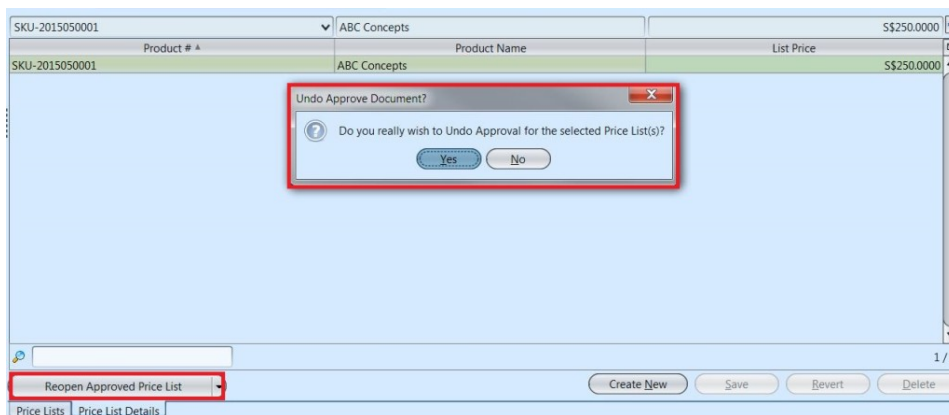 SKU-2015050001 ABC Concepts S$250.0000
Product # Product Name List Price
SKU-2015050001 ABC Concepts S$250.0000
Undo Approve Document?
Do you really wish to Undo Approval for the selected Price List(s)?
Yes No
1 /
Reopen Approved Price List Create New Save Revert Delete
Price Lists Price List Details